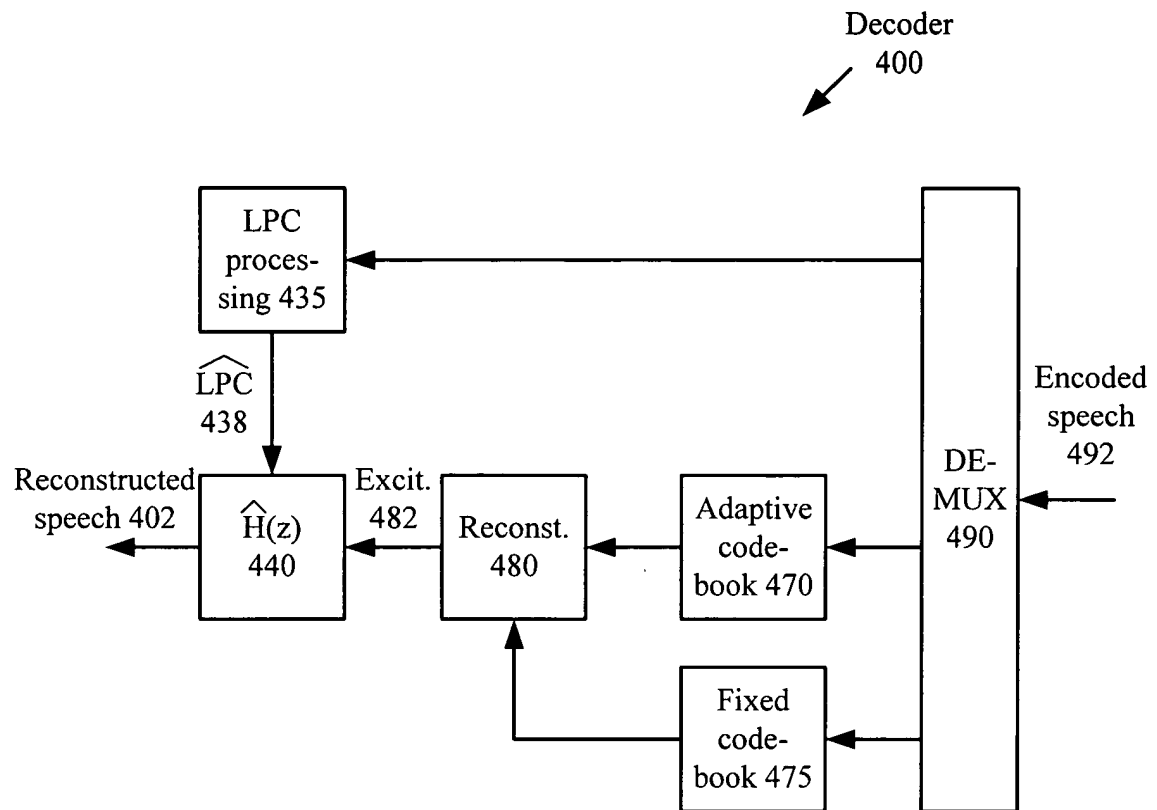 Decoder
400
LPC
proces-
sing 435
LPC
438
Encoded
speech
492
DE-
MUX
490
Reconstructed
speech 402
Ĥ(z)
440
Excit.
482
Reconst.
480
Adaptive
code-
book 470
Fixed
code-
book 475